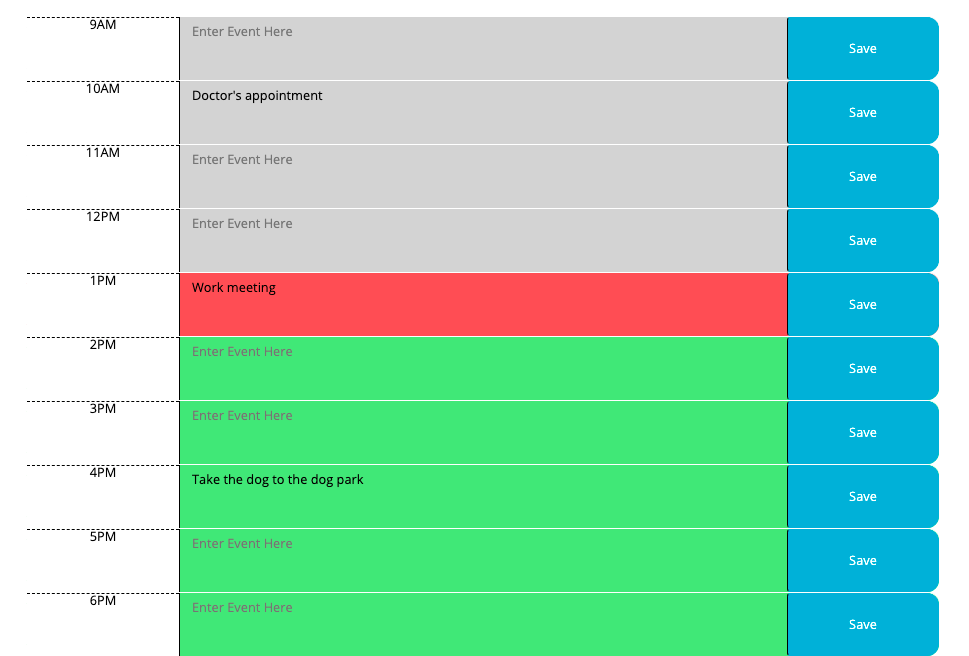 9AM Enter Event Here Save
10AM Doctor's appointment Save
11AM Enter Event Here Save
12PM Enter Event Here Save
1PM Work meeting Save
2PM Enter Event Here Save
3PM Enter Event Here Save
4PM Take the dog to the dog park Save
5PM Enter Event Here Save
6PM Enter Event Here Save